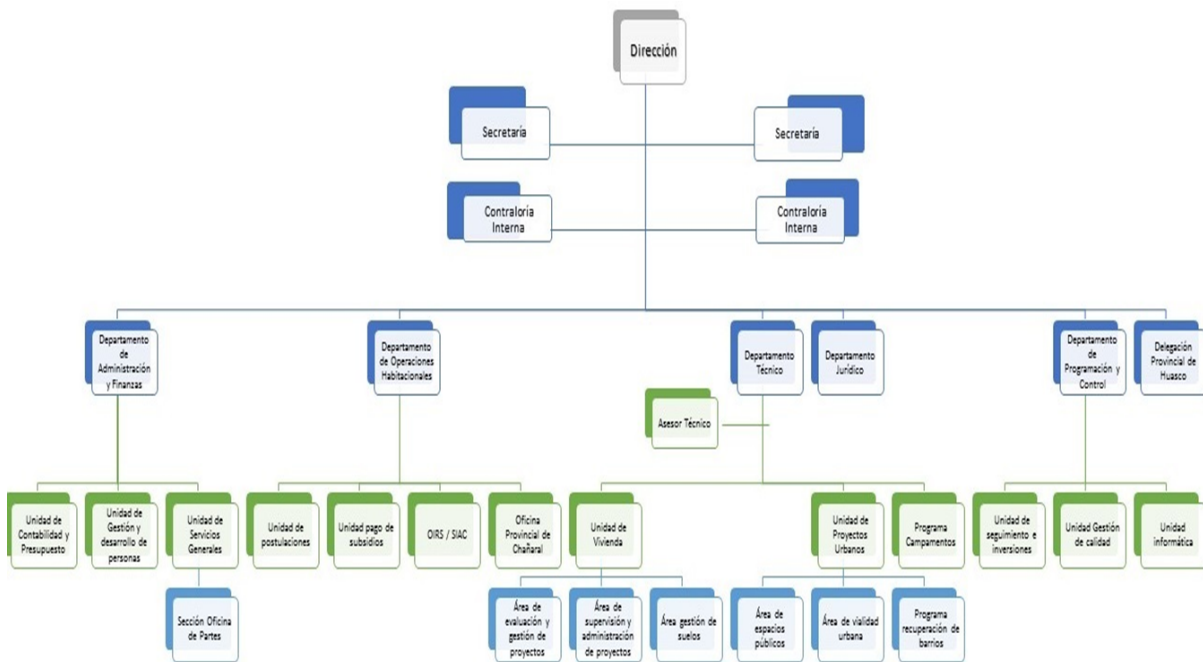 Dirección
Secretaría
Secretaría
Contraloría
Interna
Contraloría
Interna
Departamento
de
Administración
y Finanzas
Departamento
de Operaciones
Habitacionales
Departamento
Técnico
Departamento
Jurídico
Departamento
de
Programación y
Control
Delegación
Provincial de
Huasco
Asesor Técnico
Unidad de
Contabilidad y
Presupuesto
Unidad de
Gestión y
desarrollo de
personas
Unidad de
Servicios
Generales
Unidad de
postulaciones
Unidad pago de
subsidios
OIRS / SIAC
Oficina
Provincial de
Chañaral
Unidad de
Vivienda
Unidad de
Proyectos
Urbanos
Programa
Campamentos
Unidad de
seguimiento e
inversiones
Unidad Gestión
de calidad
Unidad
informática
Sección Oficina
de Partes
Área de
evaluación y
gestión de
proyectos
Área de
supervisión y
administración
de proyectos
Área gestión de
suelos
Área de
espacios
públicos
Área de vialidad
urbana
Programa
recuperación de
barrios